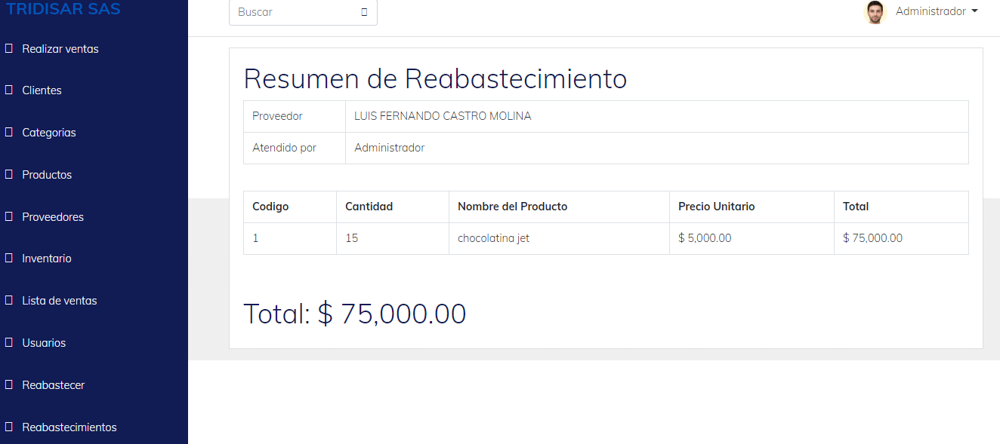 TRIDISAR SAS
Realizar ventas
Clientes
Categorias
Productos
Proveedores
Inventario
Lista de ventas
Usuarios
Reabastecer
Reabastecimientos
Buscar
Administrador
Resumen de Reabastecimiento
Proveedor LUIS FERNANDO CASTRO MOLINA
Atendido por Administrador
Codigo Cantidad Nombre del Producto Precio Unitario Total
1 15 chocolatina jet $ 5,000.00 $ 75,000.00
Total: $ 75,000.00